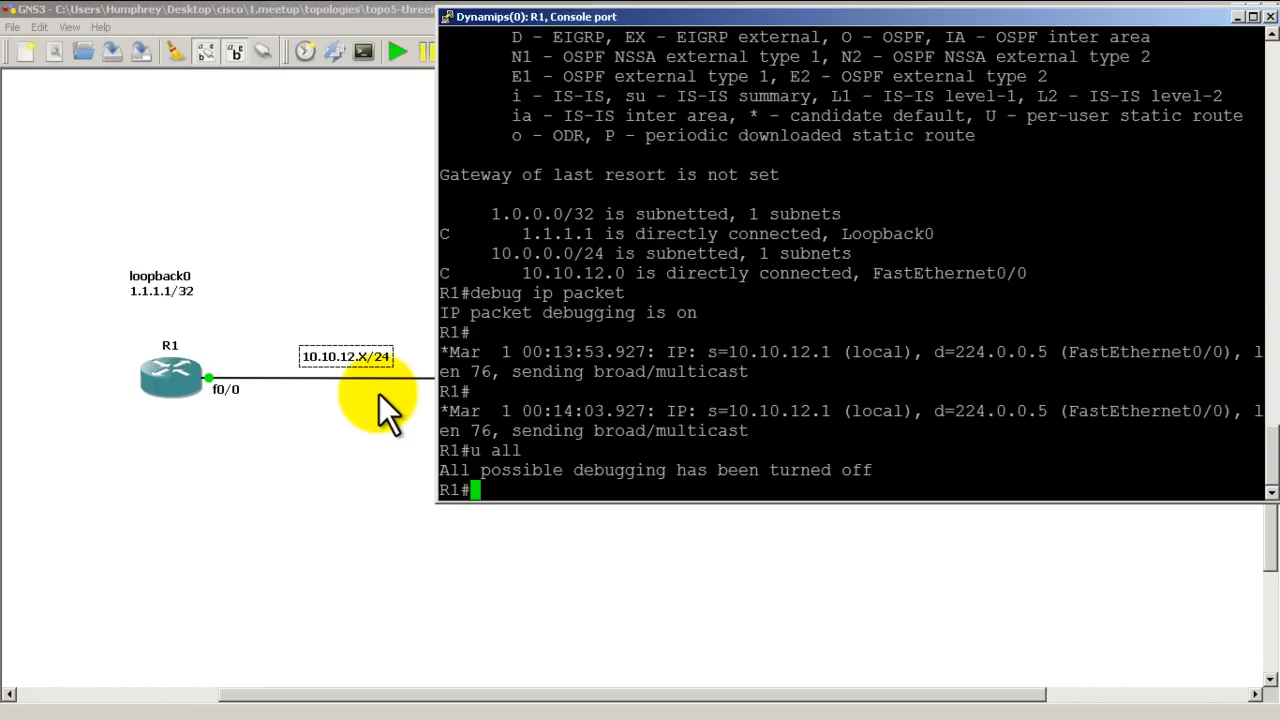 GNS3 - C:\Users\Humphrey\Desktop\cisco\1.meetup\topologies\topo5-threei
File Edit View Help
loopback0
1.1.1.1/32
R1
10.10.12.X/24
f0/0
Dynamips(0): R1, Console port
D - EIGRP, EX - EIGRP external, O - OSPF, IA - OSPF inter area
N1 - OSPF NSSA external type 1, N2 - OSPF NSSA external type 2
E1 - OSPF external type 1, E2 - OSPF external type 2
i - IS-IS, su - IS-IS summary, L1 - IS-IS level-1, L2 - IS-IS level-2
ia - IS-IS inter area, * - candidate default, U - per-user static route
o - ODR, P - periodic downloaded static route
Gateway of last resort is not set
1.0.0.0/32 is subnetted, 1 subnets
C 1.1.1.1 is directly connected, Loopback0
10.0.0.0/24 is subnetted, 1 subnets
C 10.10.12.0 is directly connected, FastEthernet0/0
R1#debug ip packet
IP packet debugging is on
R1#
*Mar 1 00:13:53.927: IP: s=10.10.12.1 (local), d=224.0.0.5 (FastEthernet0/0), l
en 76, sending broad/multicast
R1#
*Mar 1 00:14:03.927: IP: s=10.10.12.1 (local), d=224.0.0.5 (FastEthernet0/0), l
en 76, sending broad/multicast
R1#u all
All possible debugging has been turned off
R1#